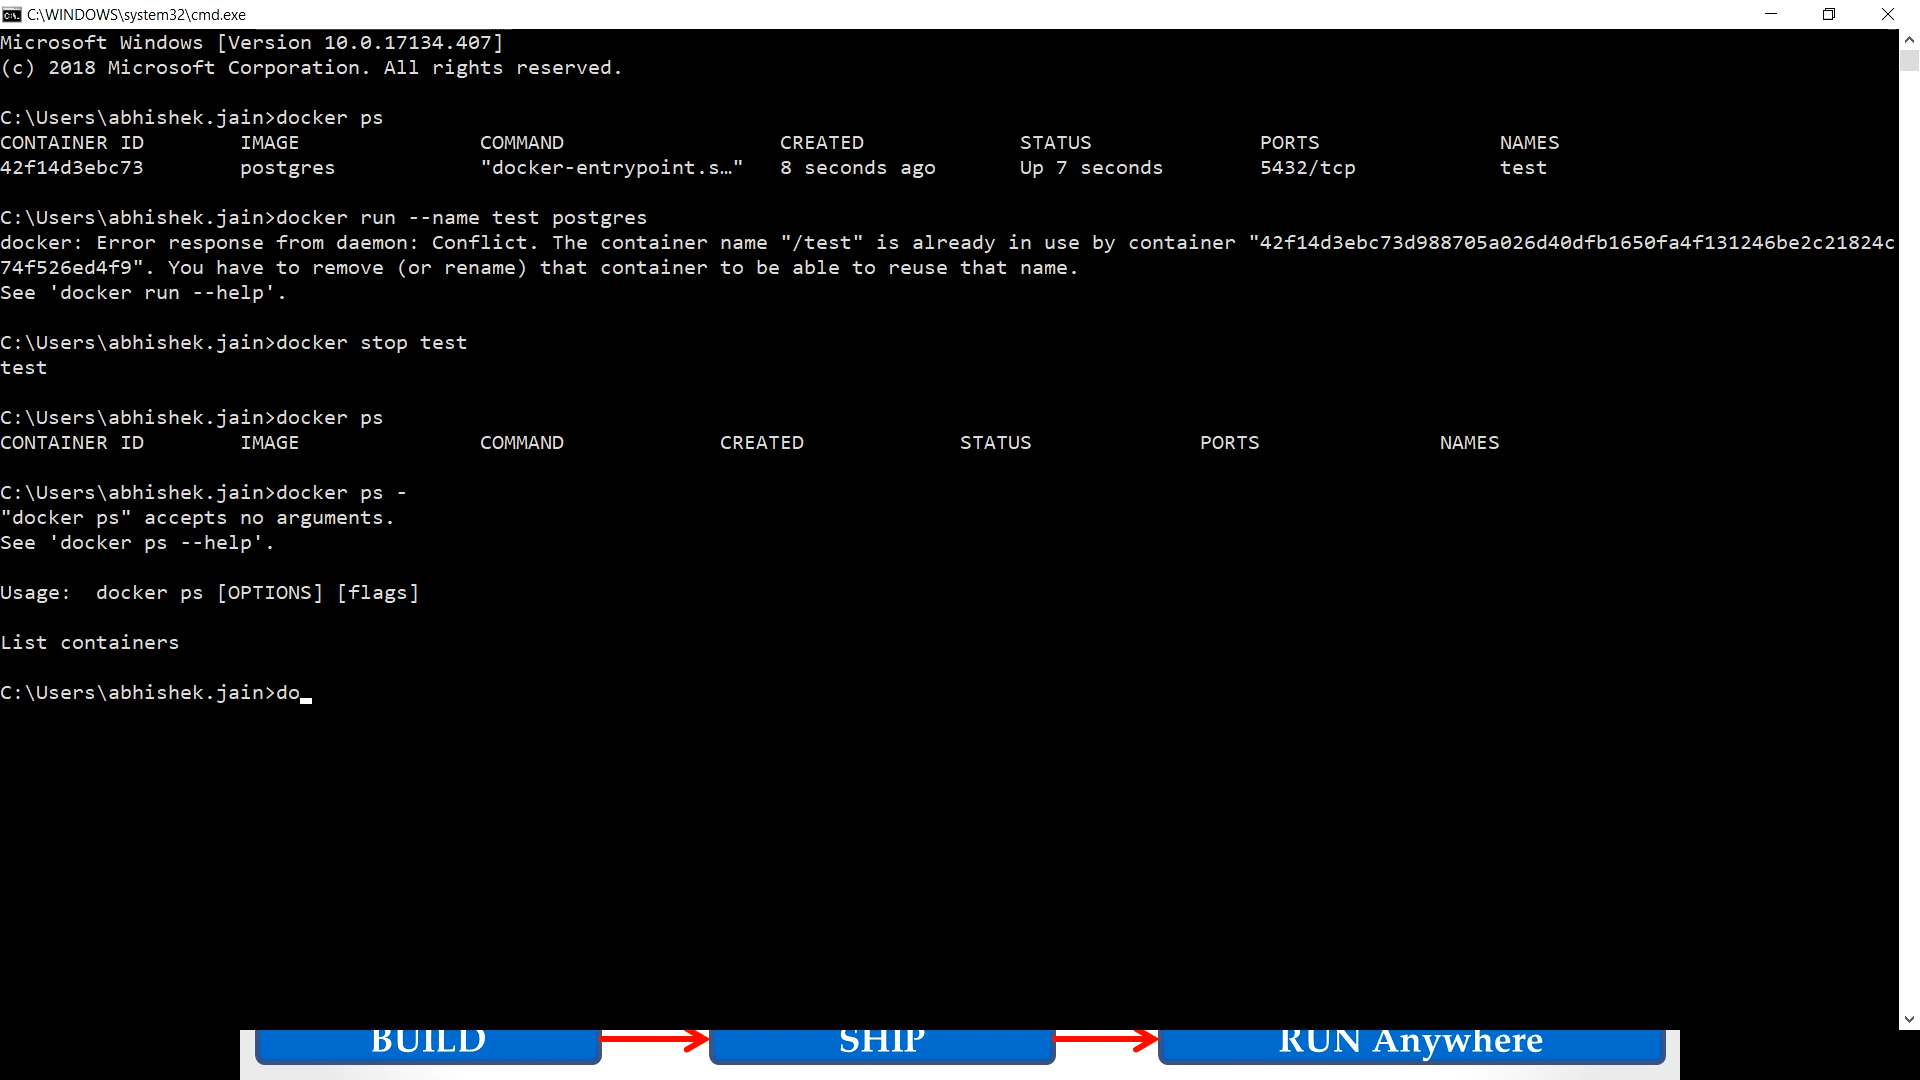 C:\WINDOWS\system32\cmd.exe
Microsoft Windows [Version 10.0.17134.407]
(c) 2018 Microsoft Corporation. All rights reserved.
C:\Users\abhishek.jain>docker ps
CONTAINER ID IMAGE COMMAND CREATED STATUS PORTS NAMES
42f14d3ebc73 postgres "docker-entrypoint.s…" 8 seconds ago Up 7 seconds 5432/tcp test
C:\Users\abhishek.jain>docker run --name test postgres
docker: Error response from daemon: Conflict. The container name "/test" is already in use by container "42f14d3ebc73d988705a026d40dfb1650fa4f131246be2c21824c
74f526ed4f9". You have to remove (or rename) that container to be able to reuse that name.
See 'docker run --help'.
C:\Users\abhishek.jain>docker stop test
test
C:\Users\abhishek.jain>docker ps
CONTAINER ID IMAGE COMMAND CREATED STATUS PORTS NAMES
C:\Users\abhishek.jain>docker ps -
"docker ps" accepts no arguments.
See 'docker ps --help'.
Usage:  docker ps [OPTIONS] [flags]
List containers
C:\Users\abhishek.jain>do
BUILD SHIP RUN Anywhere